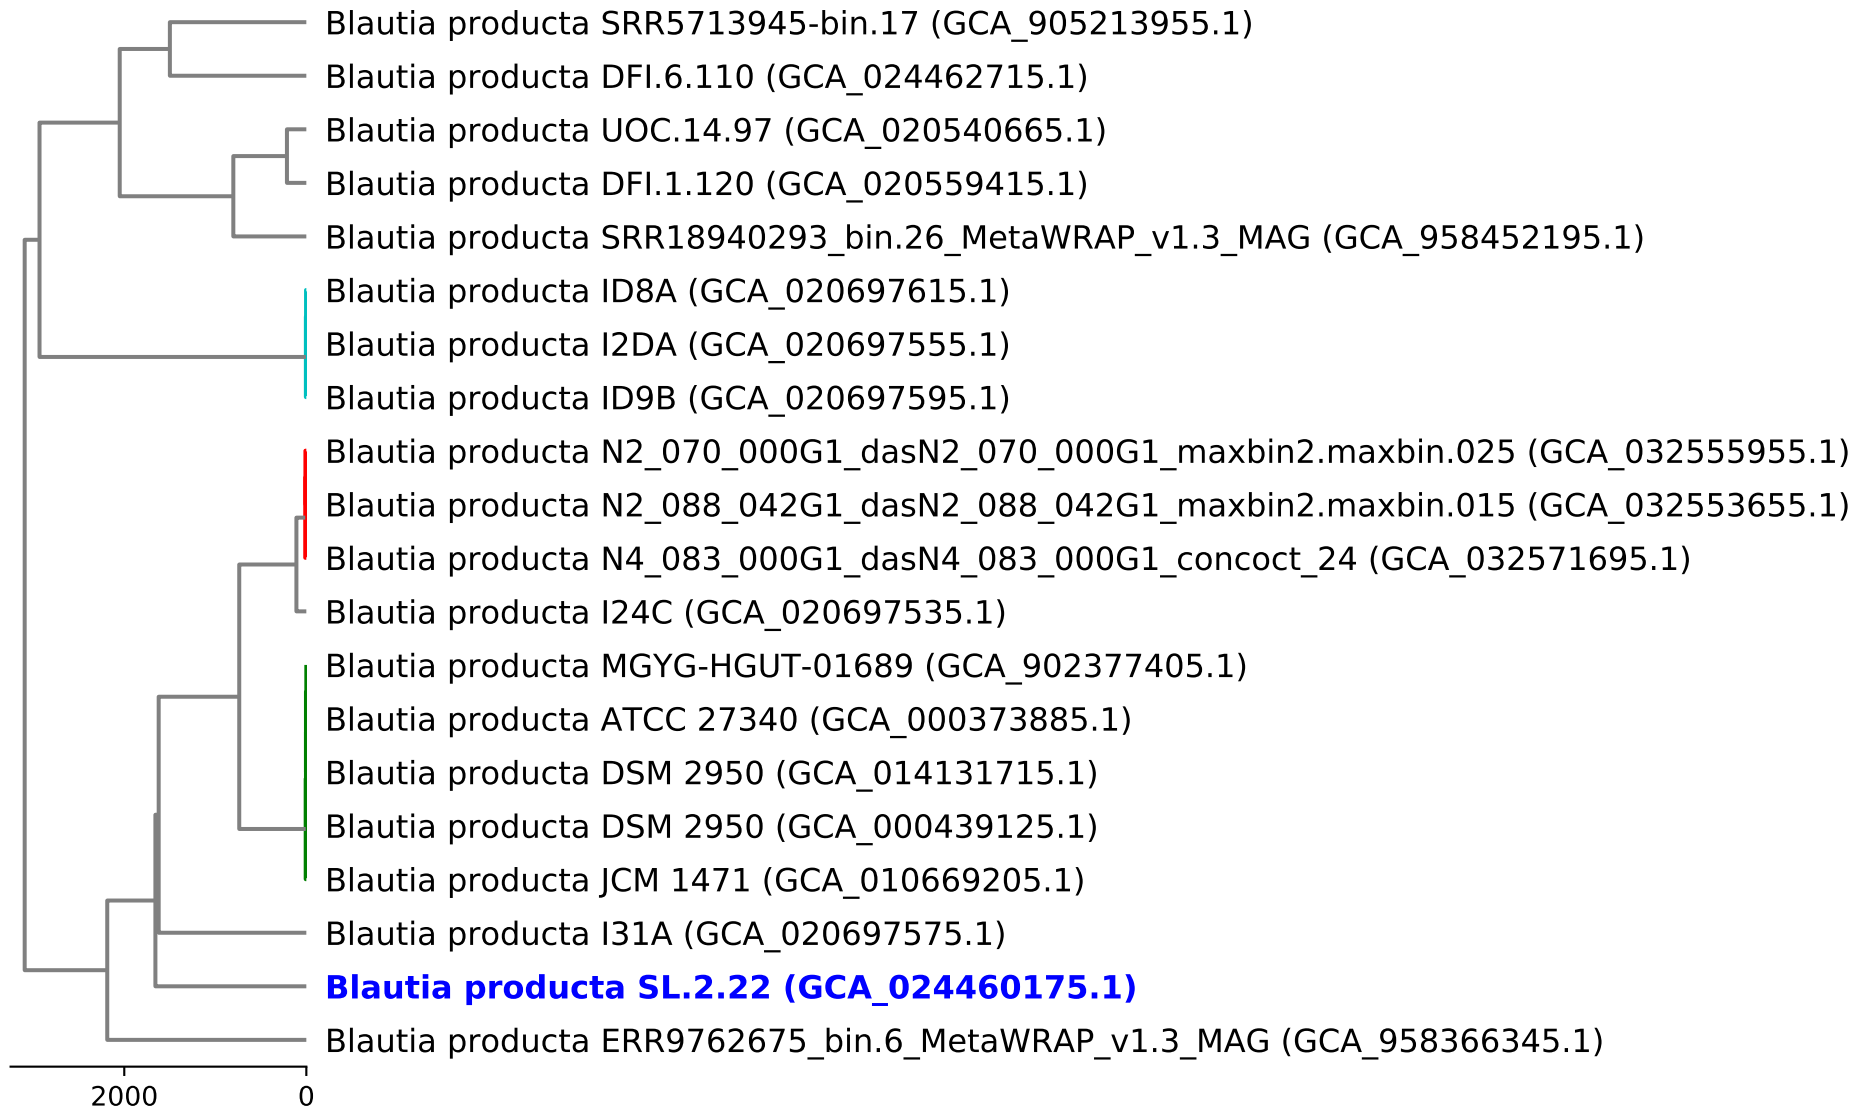 Blautia producta SRR5713945-bin.17 (GCA_905213955.1)
Blautia producta DFI.6.110 (GCA_024462715.1)
Blautia producta UOC.14.97 (GCA_020540665.1)
Blautia producta DFI.1.120 (GCA_020559415.1)
Blautia producta SRR18940293_bin.26_MetaWRAP_v1.3_MAG (GCA_958452195.1)
Blautia producta ID8A (GCA_020697615.1)
Blautia producta I2DA (GCA_020697555.1)
Blautia producta ID9B (GCA_020697595.1)
Blautia producta N2_070_000G1_dasN2_070_000G1_maxbin2.maxbin.025 (GCA_032555955.1)
Blautia producta N2_088_042G1_dasN2_088_042G1_maxbin2.maxbin.015 (GCA_032553655.1)
Blautia producta N4_083_000G1_dasN4_083_000G1_concoct_24 (GCA_032571695.1)
Blautia producta I24C (GCA_020697535.1)
Blautia producta MGYG-HGUT-01689 (GCA_902377405.1)
Blautia producta ATCC 27340 (GCA_000373885.1)
Blautia producta DSM 2950 (GCA_014131715.1)
Blautia producta DSM 2950 (GCA_000439125.1)
Blautia producta JCM 1471 (GCA_010669205.1)
Blautia producta I31A (GCA_020697575.1)
Blautia producta SL.2.22 (GCA_024460175.1)
Blautia producta ERR9762675_bin.6_MetaWRAP_v1.3_MAG (GCA_958366345.1)
2000 0